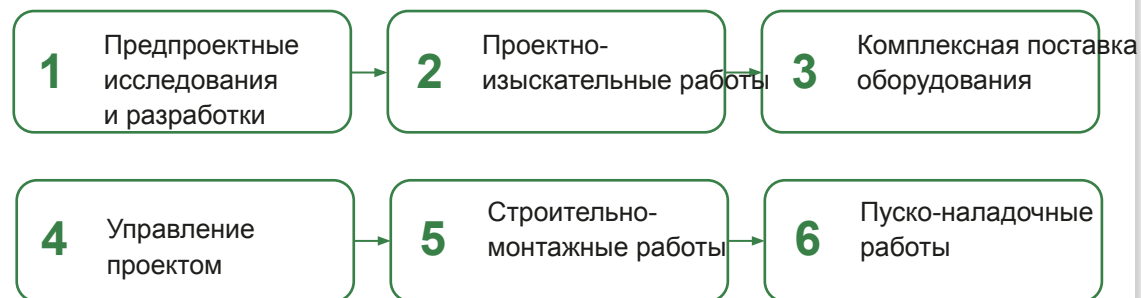 1
Предпроектные
исследования
и разработки
2
Проектно-
изыскательные работы
3
Комплексная поставка
оборудования
4
Управление
проектом
5
Строительно-
монтажные работы
6
Пуско-наладочные
работы